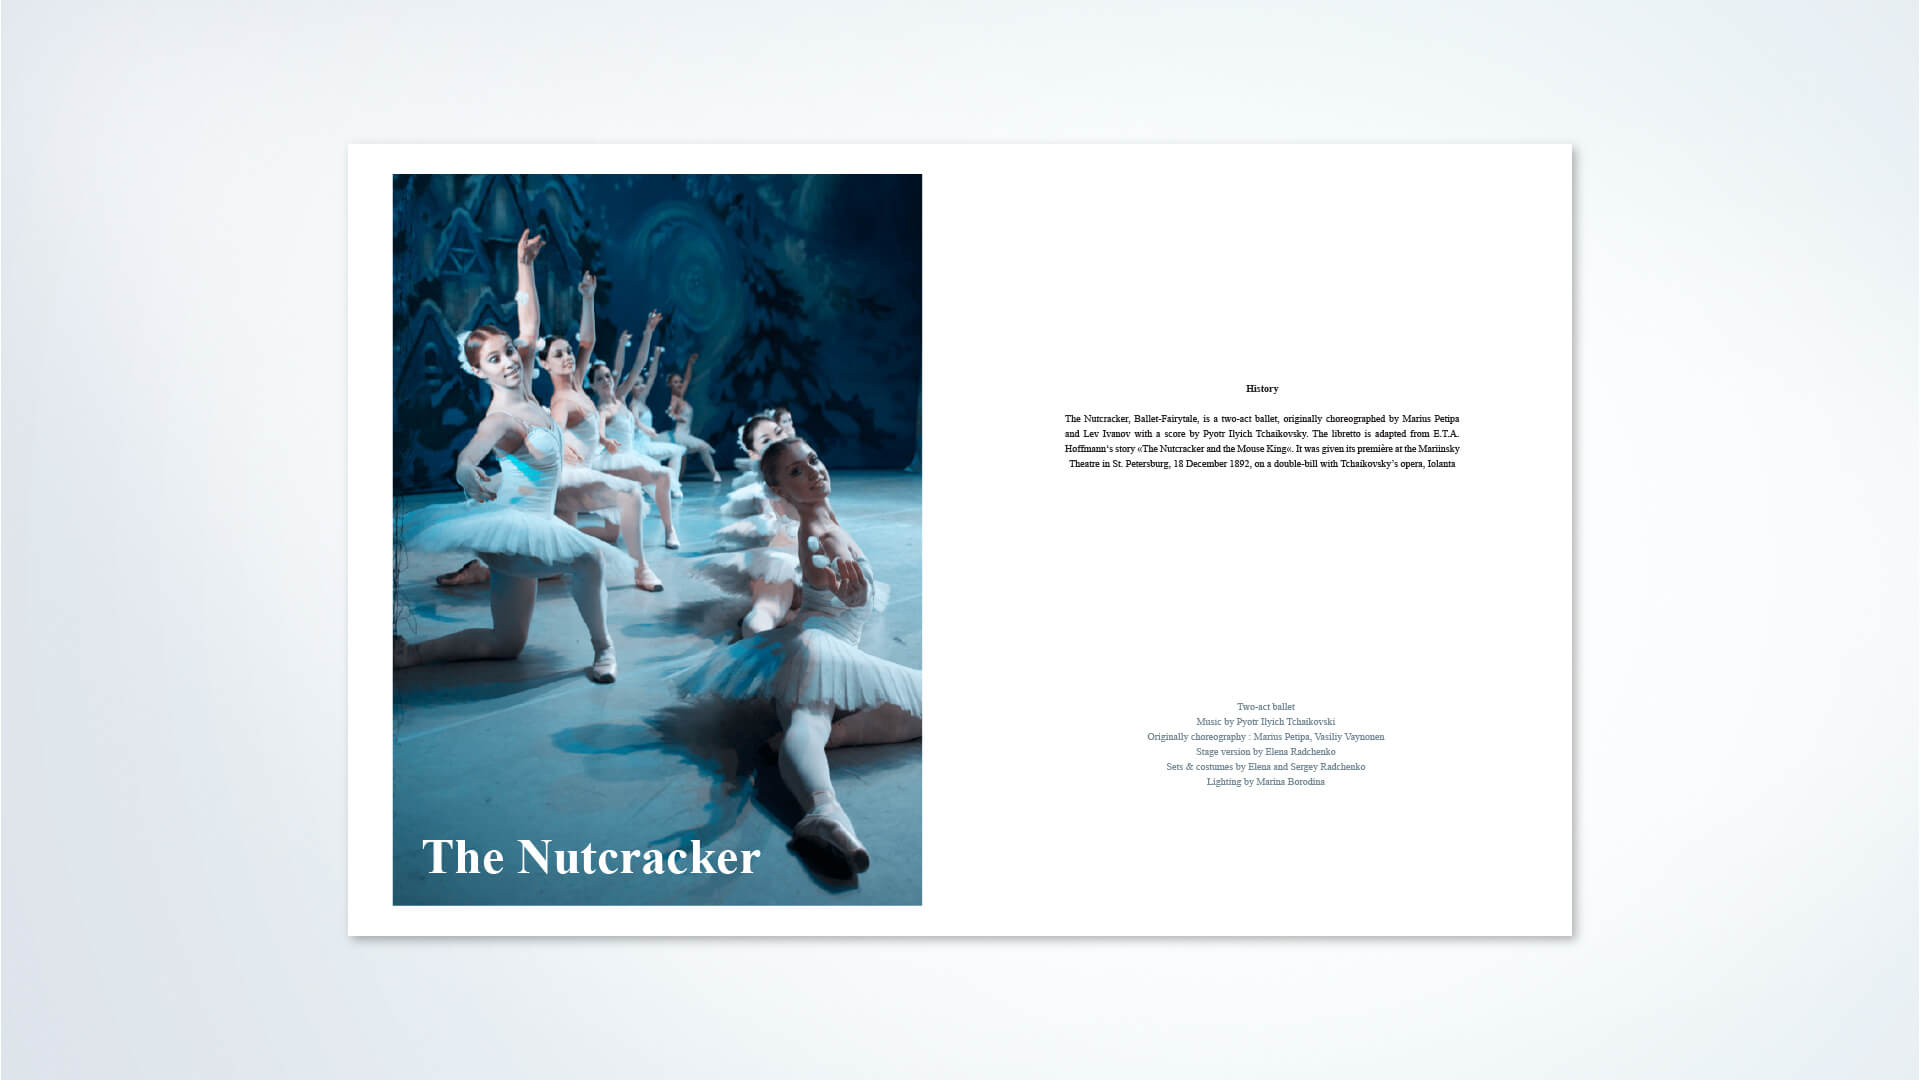 The Nutcracker
History
The Nutcracker, Ballet-Fairytale, is a two-act ballet, originally choreographed by Marius Petipa
and Lev Ivanov with a score by Pyotr Ilyich Tchaikovsky. The libretto is adapted from E.T.A.
Hoffmann‘s story «The Nutcracker and the Mouse King«. It was given its première at the Mariinsky
Theatre in St. Petersburg, 18 December 1892, on a double-bill with Tchaikovsky’s opera, Iolanta
Two-act ballet
Music by Pyotr Ilyich Tchaikovski
Originally choreography : Marius Petipa, Vasiliy Vaynonen
Stage version by Elena Radchenko
Sets & costumes by Elena and Sergey Radchenko
Lighting by Marina Borodina